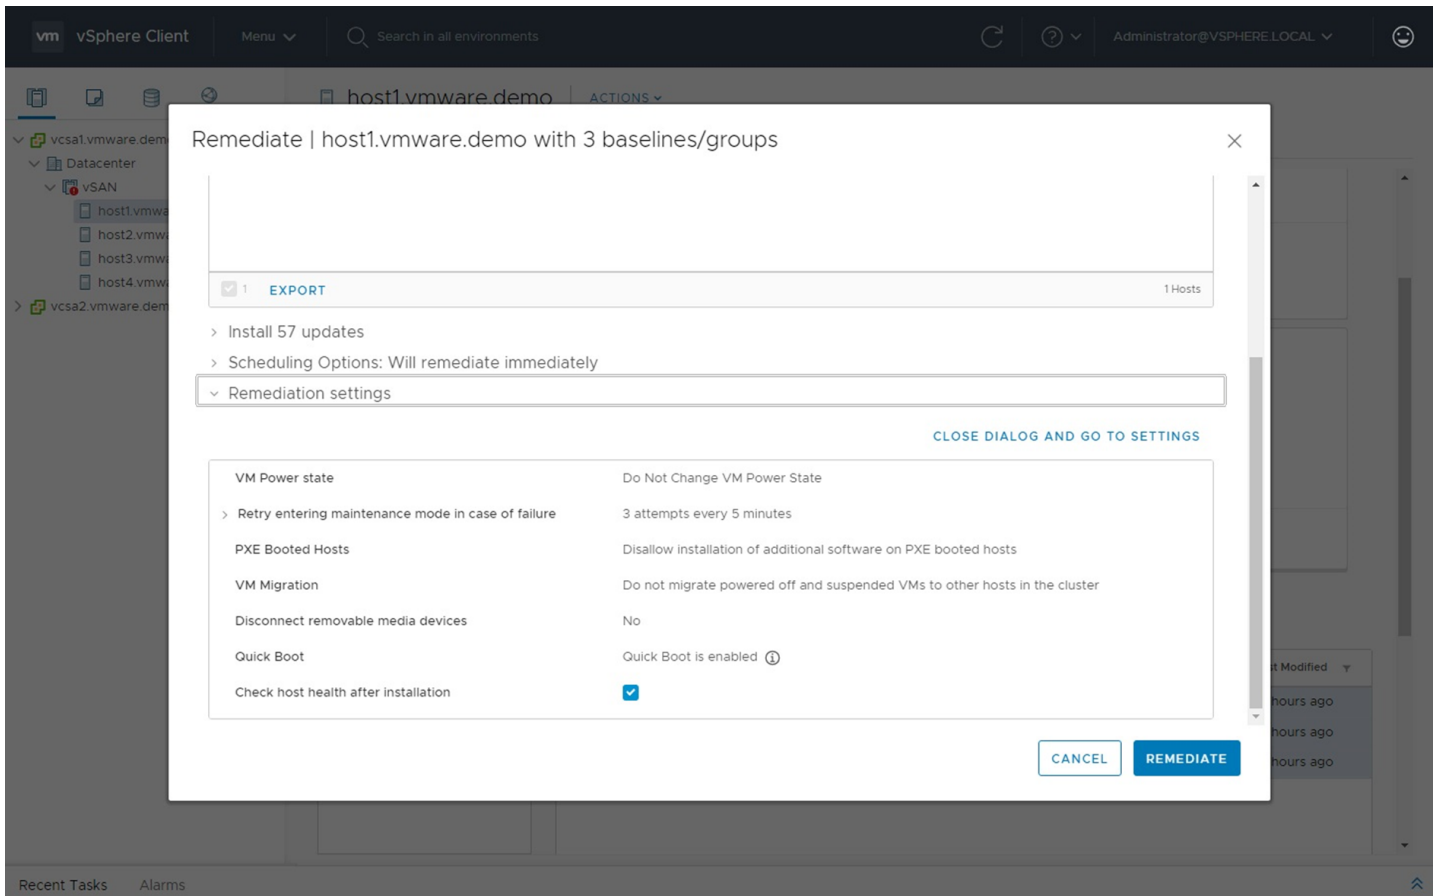 vm vSphere Client Menu Search in all environments Administrator@VSPHERE.LOCAL
host1.vmware.demo ACTIONS
vcsa1.vmware.dem
Datacenter
vSAN
host1.vmwa
host2.vmwa
host3.vmwa
host4.vmwa
vcsa2.vmware.dem
Remediate | host1.vmware.demo with 3 baselines/groups
1 EXPORT 1 Hosts
Install 57 updates
Scheduling Options: Will remediate immediately
Remediation settings
CLOSE DIALOG AND GO TO SETTINGS
VM Power state Do Not Change VM Power State
Retry entering maintenance mode in case of failure 3 attempts every 5 minutes
PXE Booted Hosts Disallow installation of additional software on PXE booted hosts
VM Migration Do not migrate powered off and suspended VMs to other hosts in the cluster
Disconnect removable media devices No
Quick Boot Quick Boot is enabled
Check host health after installation
CANCEL REMEDIATE
st Modified
hours ago
hours ago
hours ago
Recent Tasks Alarms